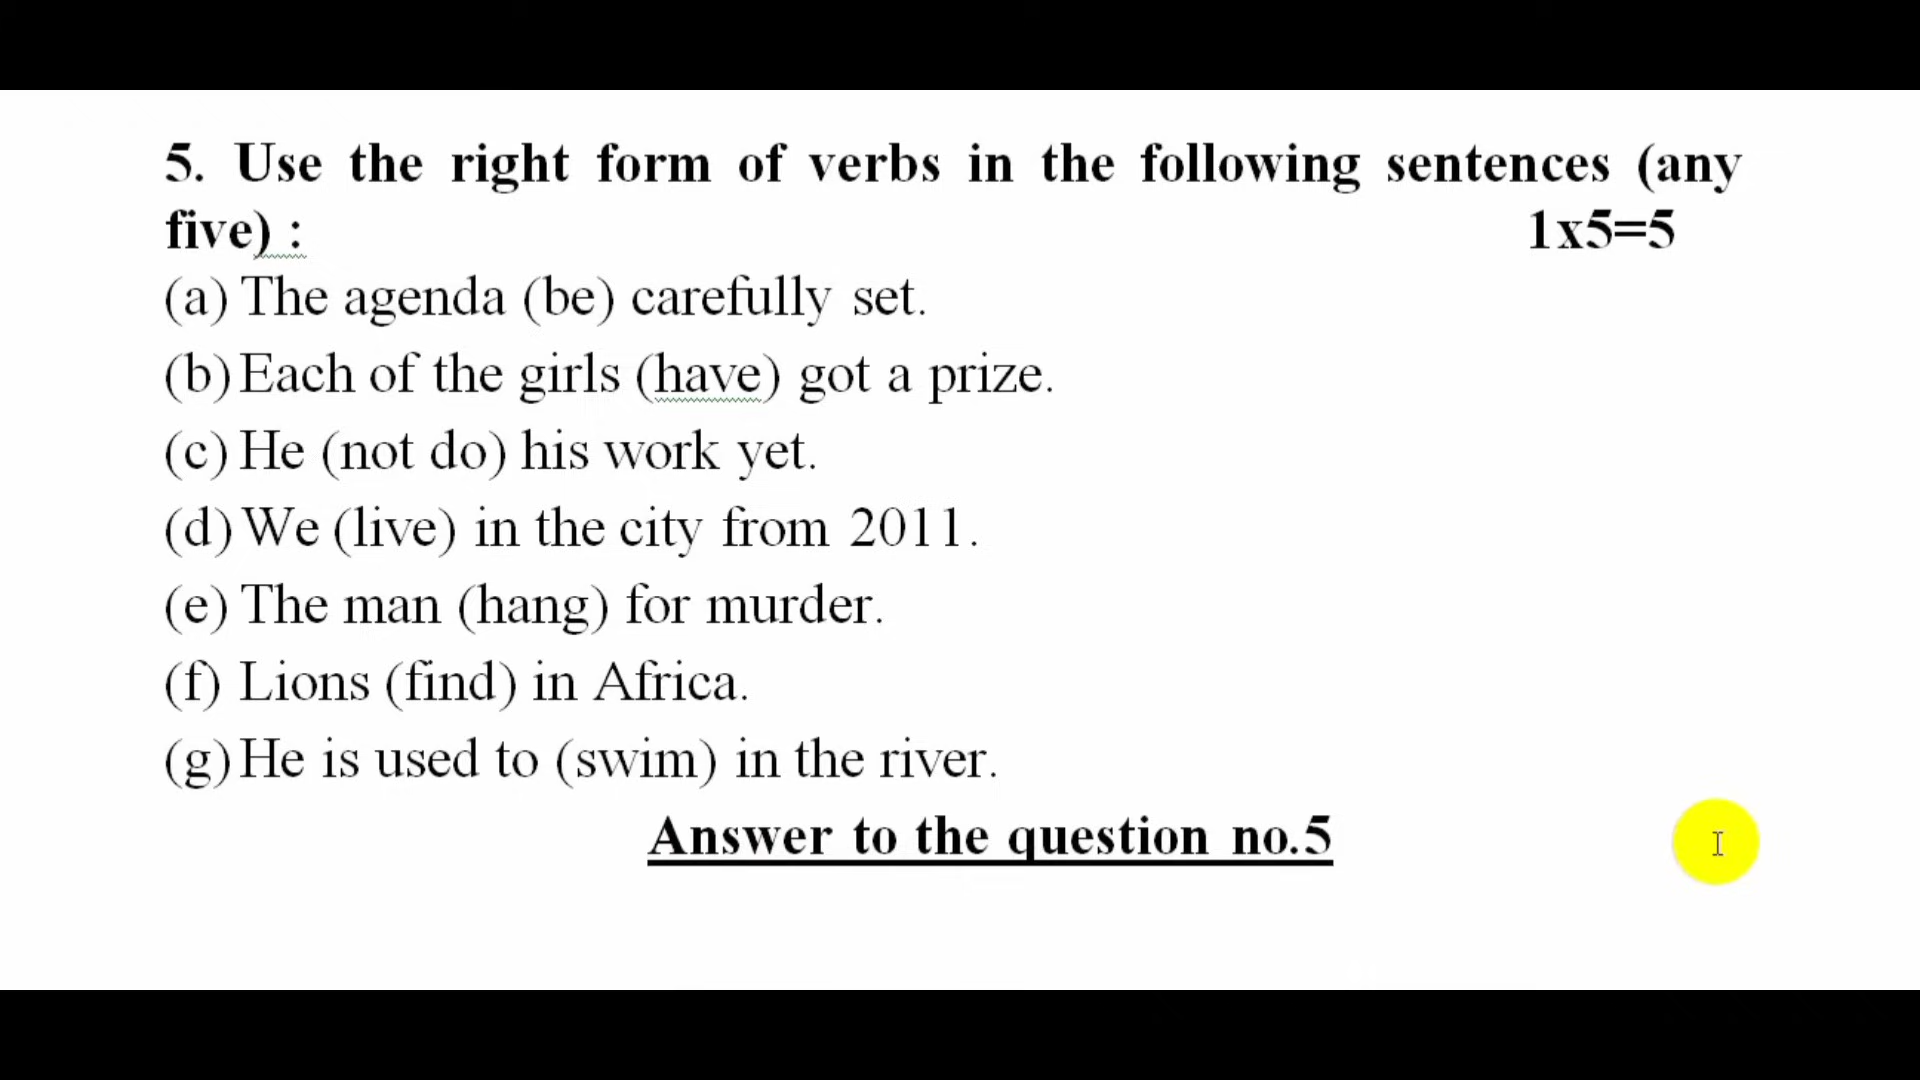 5. Use the right form of verbs in the following sentences (any
five) : 1x5=5
(a) The agenda (be) carefully set.
(b) Each of the girls (have) got a prize.
(c) He (not do) his work yet.
(d) We (live) in the city from 2011.
(e) The man (hang) for murder.
(f) Lions (find) in Africa.
(g) He is used to (swim) in the river.
Answer to the question no.5